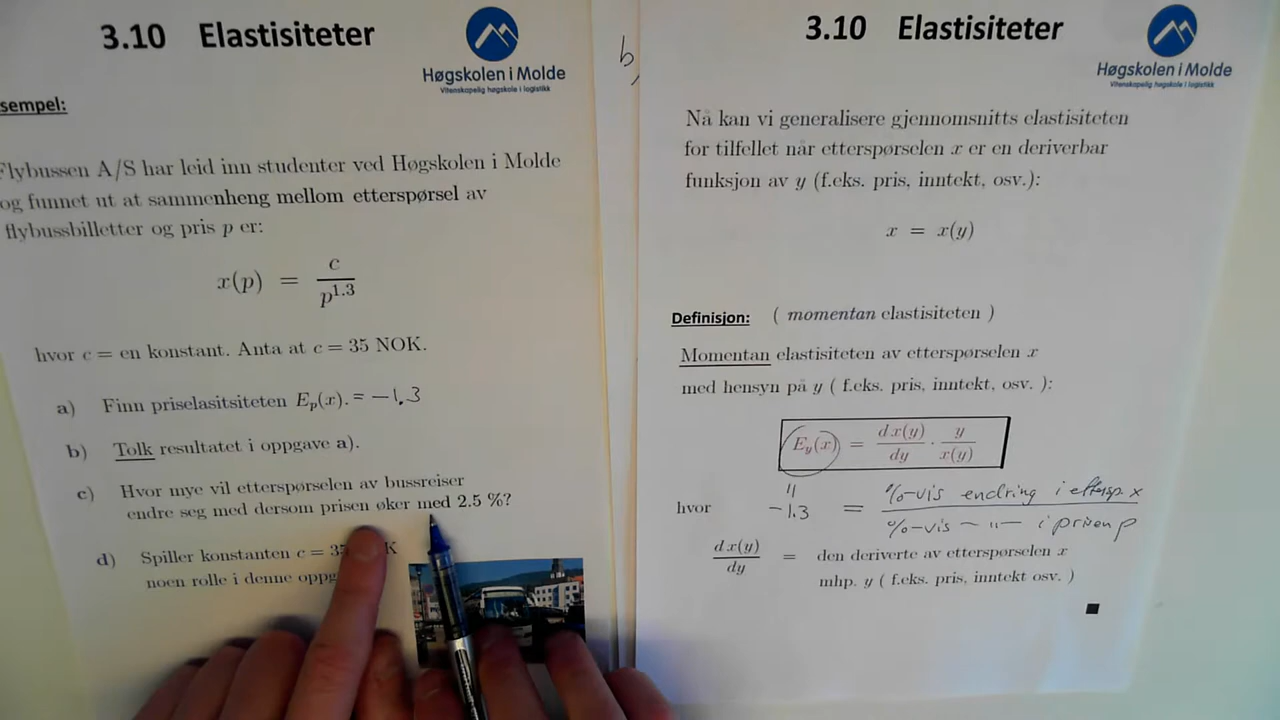 3.10 Elastisiteter
Høgskolen i Molde
Vitenskapelig høgskole i logistikk
sempel:
Flybussen A/S har leid inn studenter ved Høgskolen i Molde
og funnet ut at sammenheng mellom etterspørsel av
flybussbilletter og pris p er:
x(p) = c / p^1.3
hvor c = en konstant. Anta at c = 35 NOK.
a) Finn priselasitsiteten E_p(x). = -1.3
b) Tolk resultatet i oppgave a).
c) Hvor mye vil etterspørselen av bussreiser
endre seg med dersom prisen øker med 2.5 %?
d) Spiller konstanten c = 35 K
noen rolle i denne oppg
b,
3.10 Elastisiteter
Høgskolen i Molde
Vitenskapelig høgskole i logistikk
Nå kan vi generalisere gjennomsnitts elastisiteten
for tilfellet når etterspørselen x er en deriverbar
funksjon av y (f.eks. pris, inntekt, osv.):
x = x(y)
Definisjon: ( momentan elastisiteten )
Momentan elastisiteten av etterspørselen x
med hensyn på y ( f.eks. pris, inntekt, osv. ):
E_y(x) = dx(y)/dy · y/x(y)
"
hvor -1.3 = %-vis endring i ettersp. x / %-vis — " — i prisen p
dx(y)/dy = den deriverte av etterspørselen x
mhp. y ( f.eks. pris, inntekt osv. )